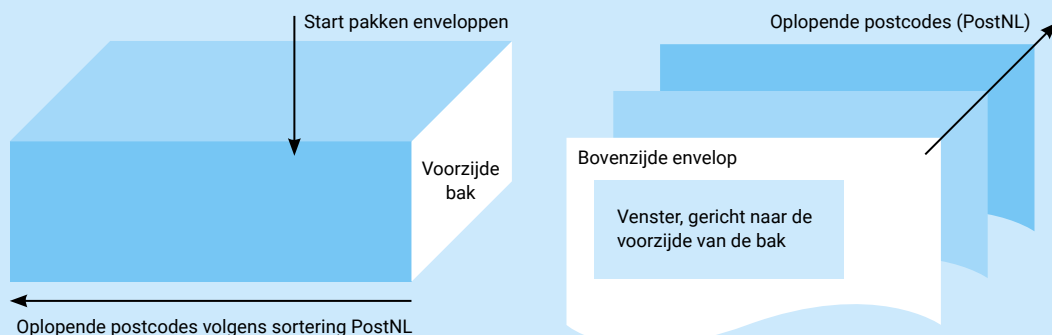 Start pakken enveloppen
Voorzijde
bak
Oplopende postcodes volgens sortering PostNL
Oplopende postcodes (PostNL)
Bovenzijde envelop
Venster, gericht naar de
voorzijde van de bak